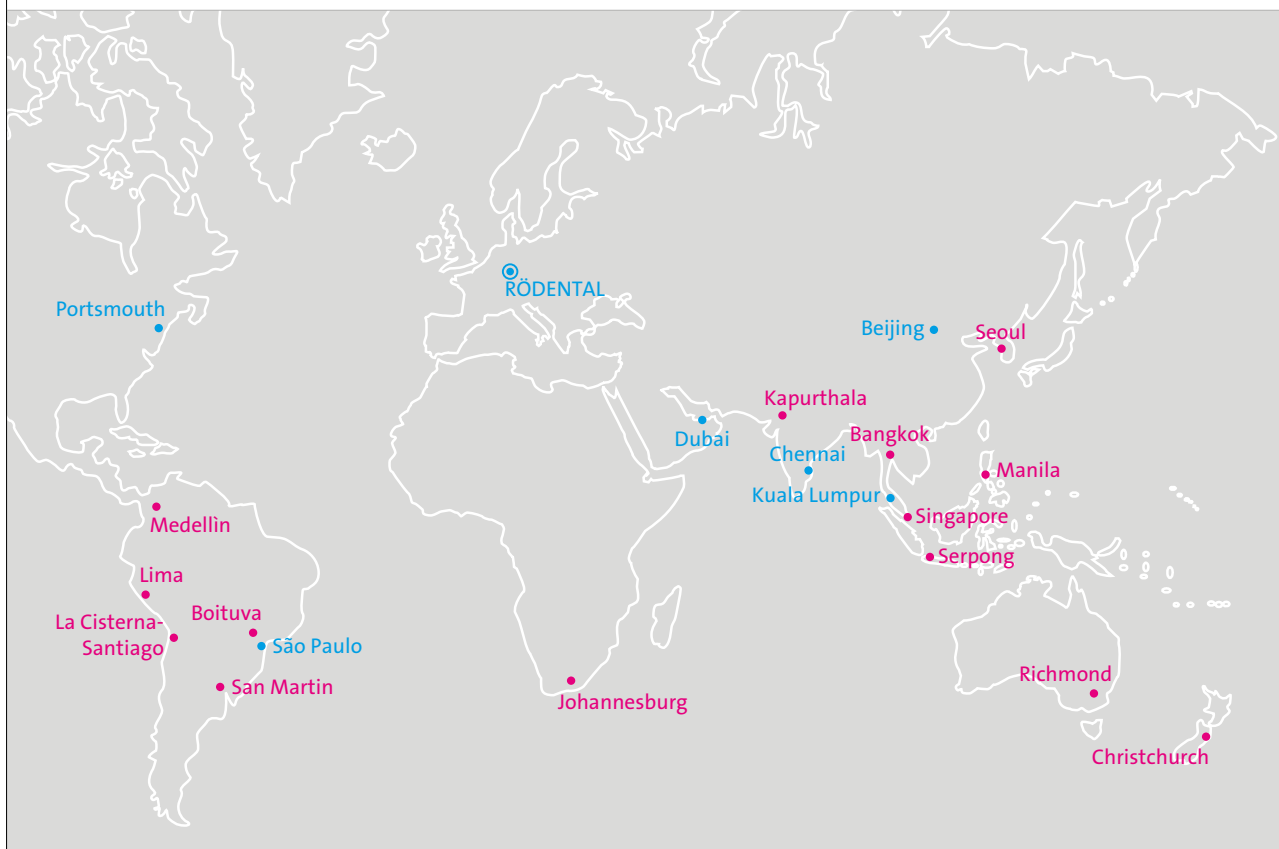 RÖDENTAL
Portsmouth
Beijing
Seoul
Kapurthala
Dubai
Bangkok
Chennai
Manila
Kuala Lumpur
Singapore
Medellìn
Serpong
Lima
Boituva
La Cisterna-
Santiago
São Paulo
Richmond
San Martin
Johannesburg
Christchurch